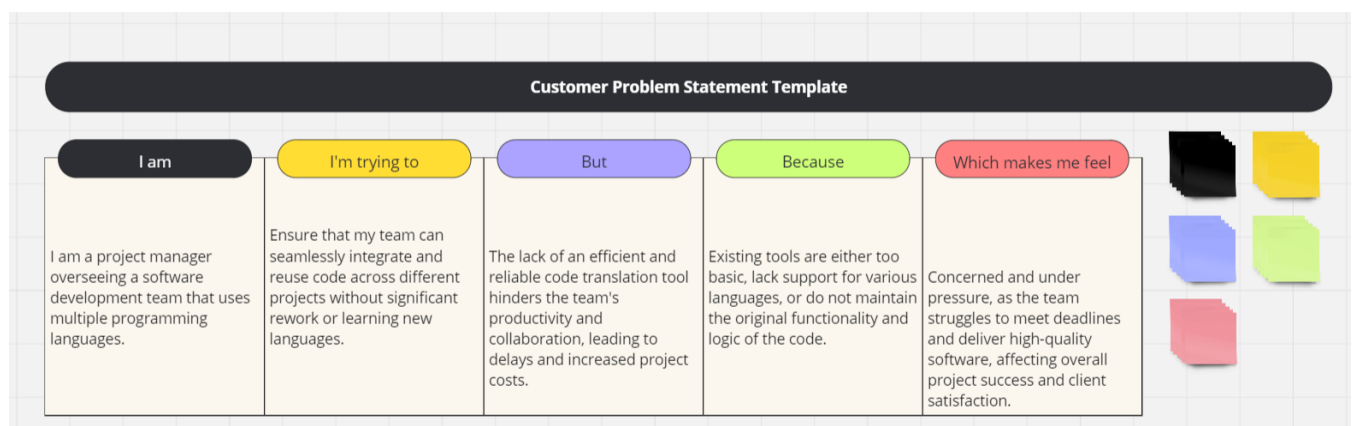 Customer Problem Statement Template
I am
I'm trying to
But
Because
Which makes me feel
I am a project manager
overseeing a software
development team that uses
multiple programming
languages.
Ensure that my team can
seamlessly integrate and
reuse code across different
projects without significant
rework or learning new
languages.
The lack of an efficient and
reliable code translation tool
hinders the team's
productivity and
collaboration, leading to
delays and increased project
costs.
Existing tools are either too
basic, lack support for various
languages, or do not maintain
the original functionality and
logic of the code.
Concerned and under
pressure, as the team
struggles to meet deadlines
and deliver high-quality
software, affecting overall
project success and client
satisfaction.